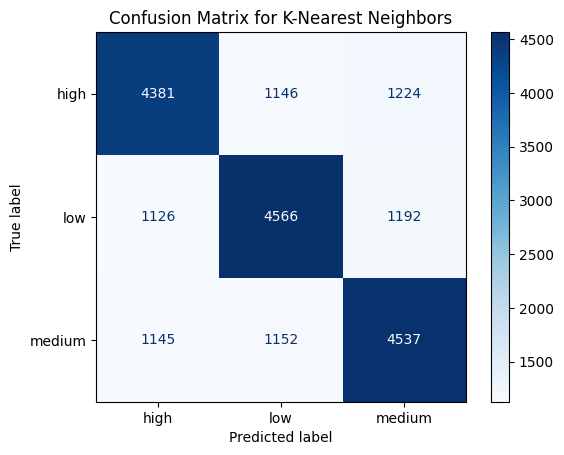 Confusion Matrix for K-Nearest Neighbors
high 4381 1146 1224
low 1126 4566 1192
medium 1145 1152 4537
high low medium
Predicted label
True label
4500
4000
3500
3000
2500
2000
1500